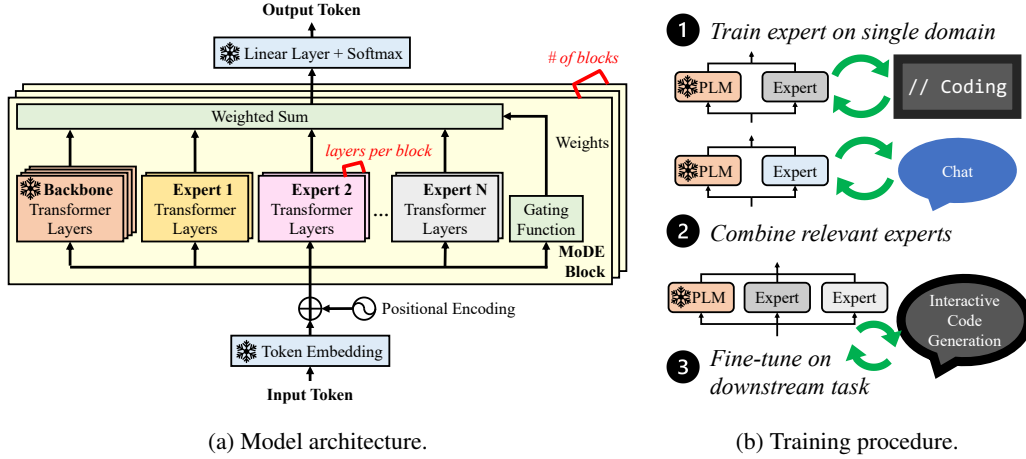 Output Token
Linear Layer + Softmax
# of blocks
Weighted Sum
Weights
layers per block
Backbone
Transformer
Layers
Expert 1
Transformer
Layers
Expert 2
Transformer
Layers
...
Expert N
Transformer
Layers
Gating
Function
MoDE
Block
Positional Encoding
Token Embedding
Input Token
(a) Model architecture.
1 Train expert on single domain
PLM
Expert
// Coding
PLM
Expert
Chat
2 Combine relevant experts
PLM
Expert
Expert
Interactive
Code
Generation
3 Fine-tune on
downstream task
(b) Training procedure.